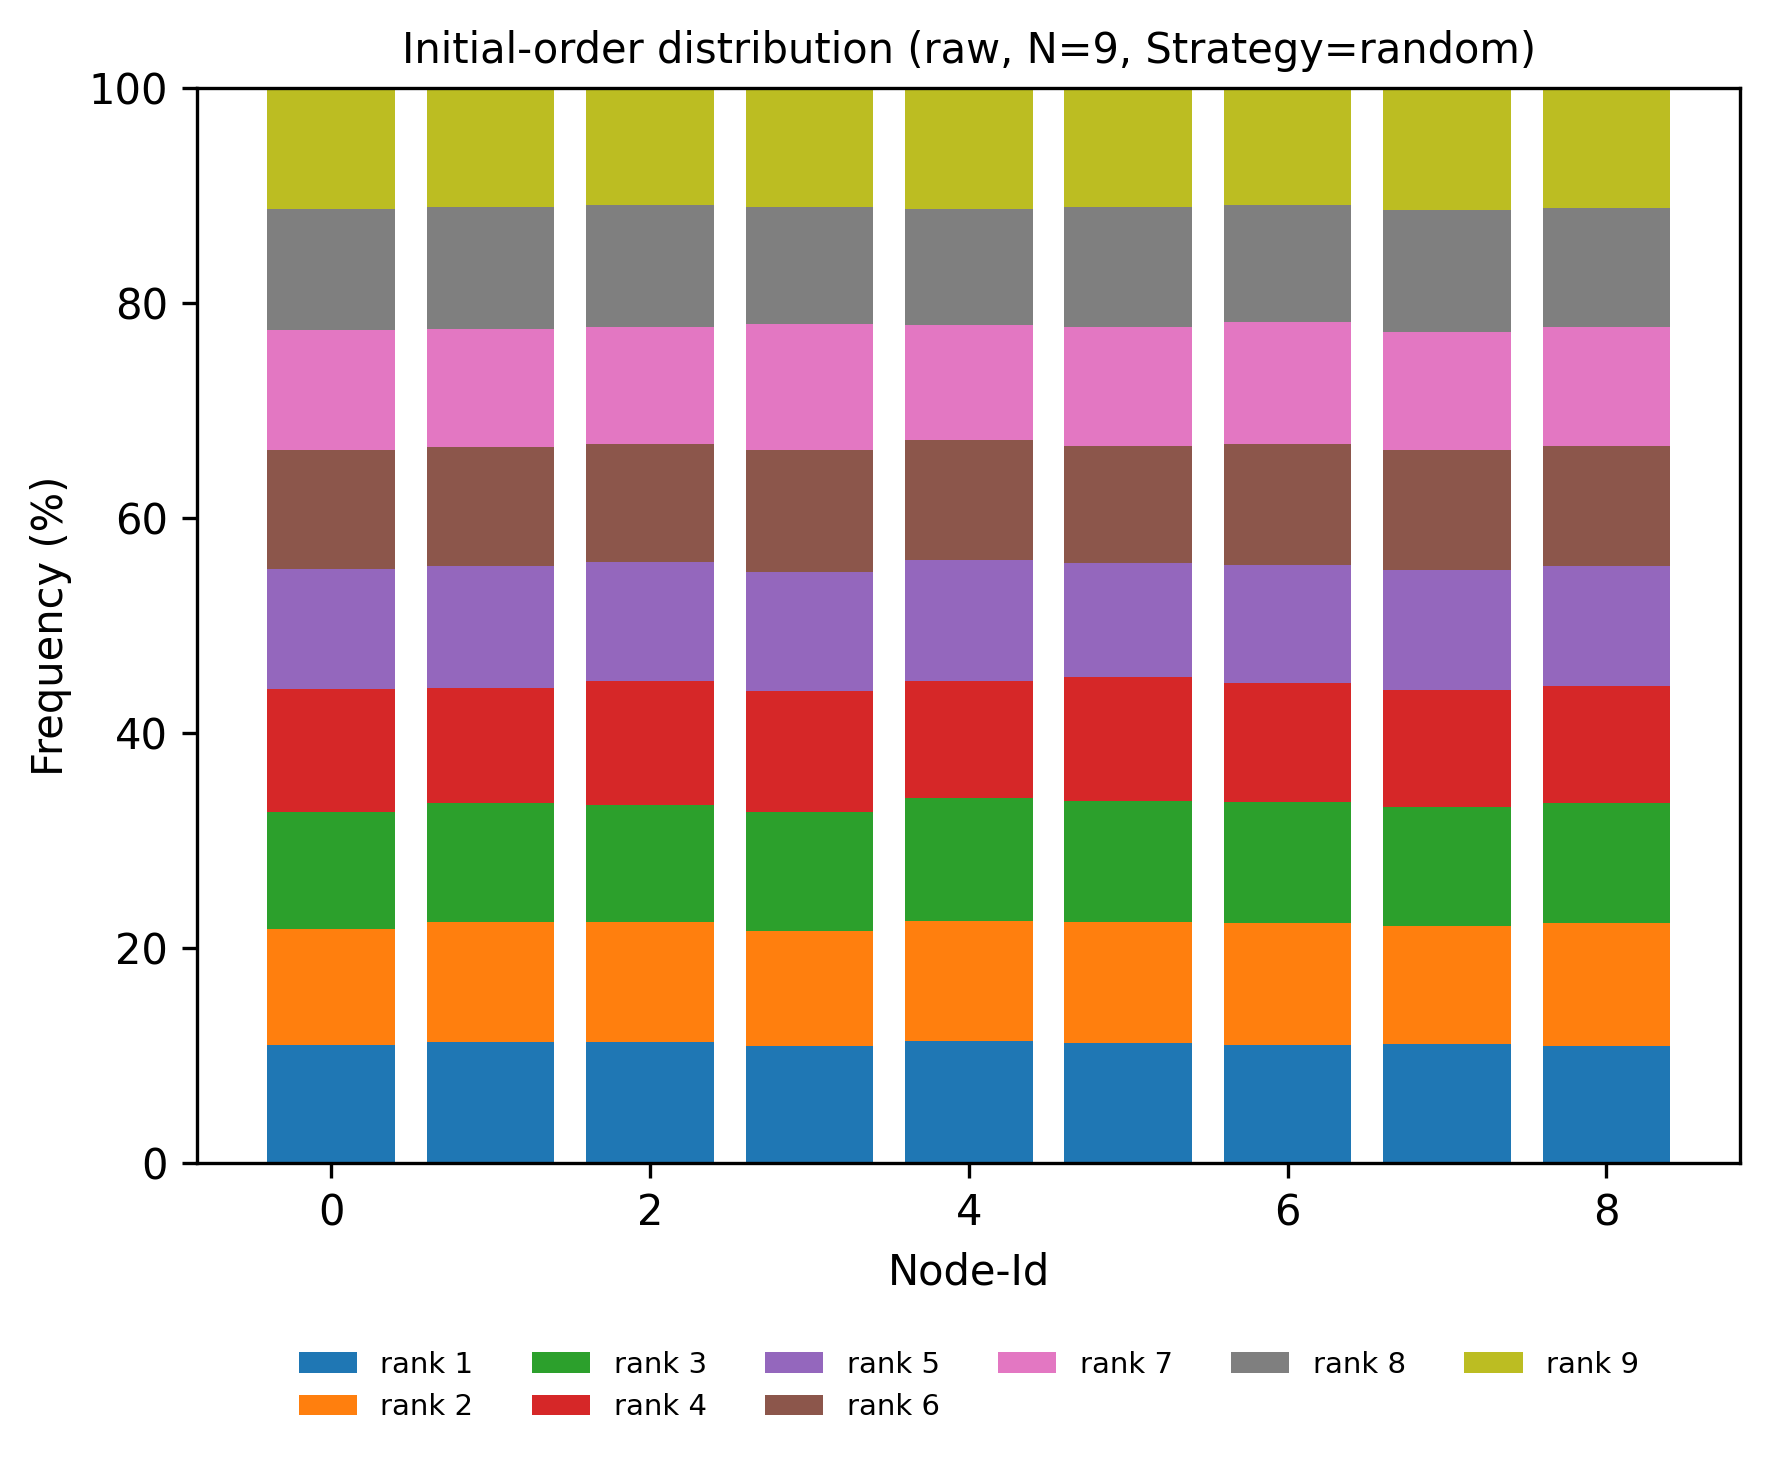 Initial-order distribution (raw, N=9, Strategy=random)
100
80
60
40
20
0
Frequency (%)
0 2 4 6 8
Node-Id
rank 1 rank 3 rank 5 rank 7 rank 8 rank 9
rank 2 rank 4 rank 6